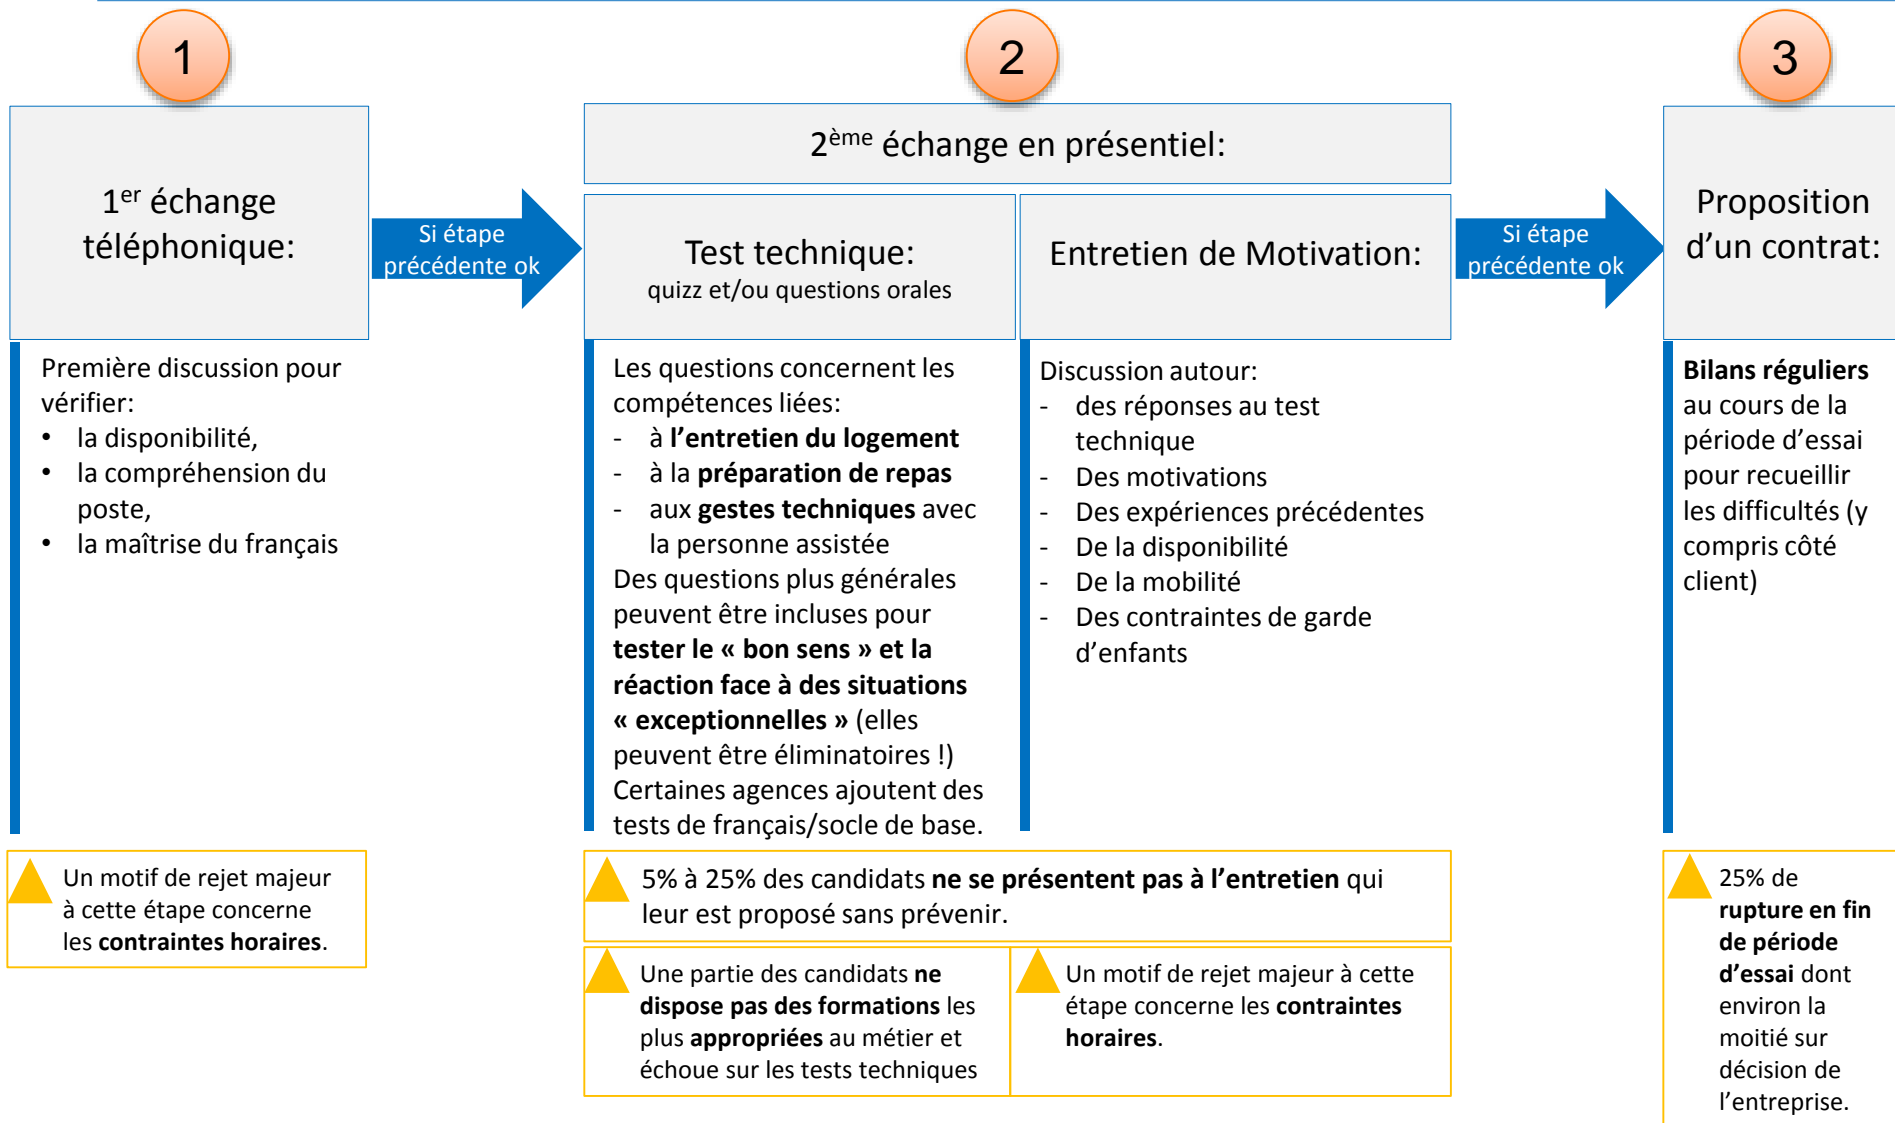 1
2
3
1er échange
téléphonique:
Si étape
précédente ok
2ème échange en présentiel:
Test technique:
quizz et/ou questions orales
Entretien de Motivation:
Si étape
précédente ok
Proposition
d’un contrat:
Première discussion pour
vérifier:
• la disponibilité,
• la compréhension du
poste,
• la maîtrise du français
Les questions concernent les
compétences liées:
- à l’entretien du logement
- à la préparation de repas
- aux gestes techniques avec
la personne assistée
Des questions plus générales
peuvent être incluses pour
tester le « bon sens » et la
réaction face à des situations
« exceptionnelles » (elles
peuvent être éliminatoires !)
Certaines agences ajoutent des
tests de français/socle de base.
Discussion autour:
- des réponses au test
technique
- Des motivations
- Des expériences précédentes
- De la disponibilité
- De la mobilité
- Des contraintes de garde
d’enfants
Bilans réguliers
au cours de la
période d’essai
pour recueillir
les difficultés (y
compris côté
client)
Un motif de rejet majeur
à cette étape concerne
les contraintes horaires.
5% à 25% des candidats ne se présentent pas à l’entretien qui
leur est proposé sans prévenir.
Une partie des candidats ne
dispose pas des formations les
plus appropriées au métier et
échoue sur les tests techniques
Un motif de rejet majeur à cette
étape concerne les contraintes
horaires.
25% de
rupture en fin
de période
d’essai dont
environ la
moitié sur
décision de
l’entreprise.